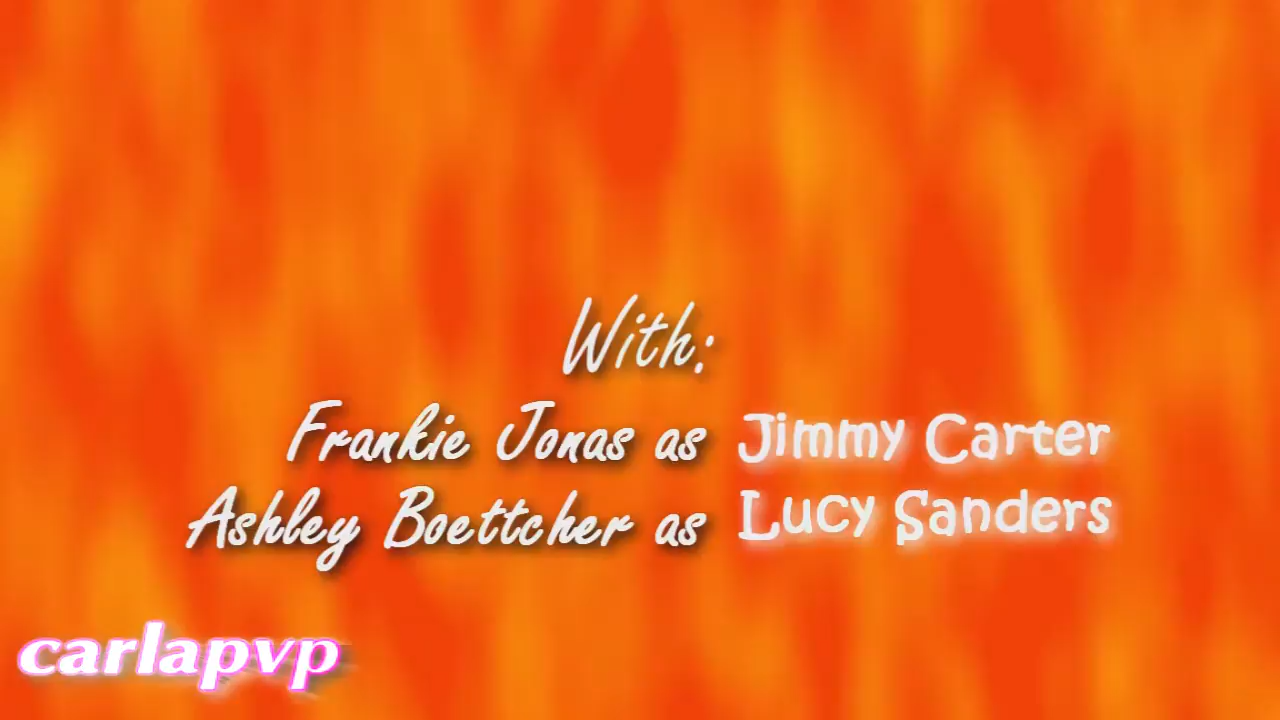 With:
Frankie Jonas as Jimmy Carter
Ashley Boettcher as Lucy Sanders
carlapvp